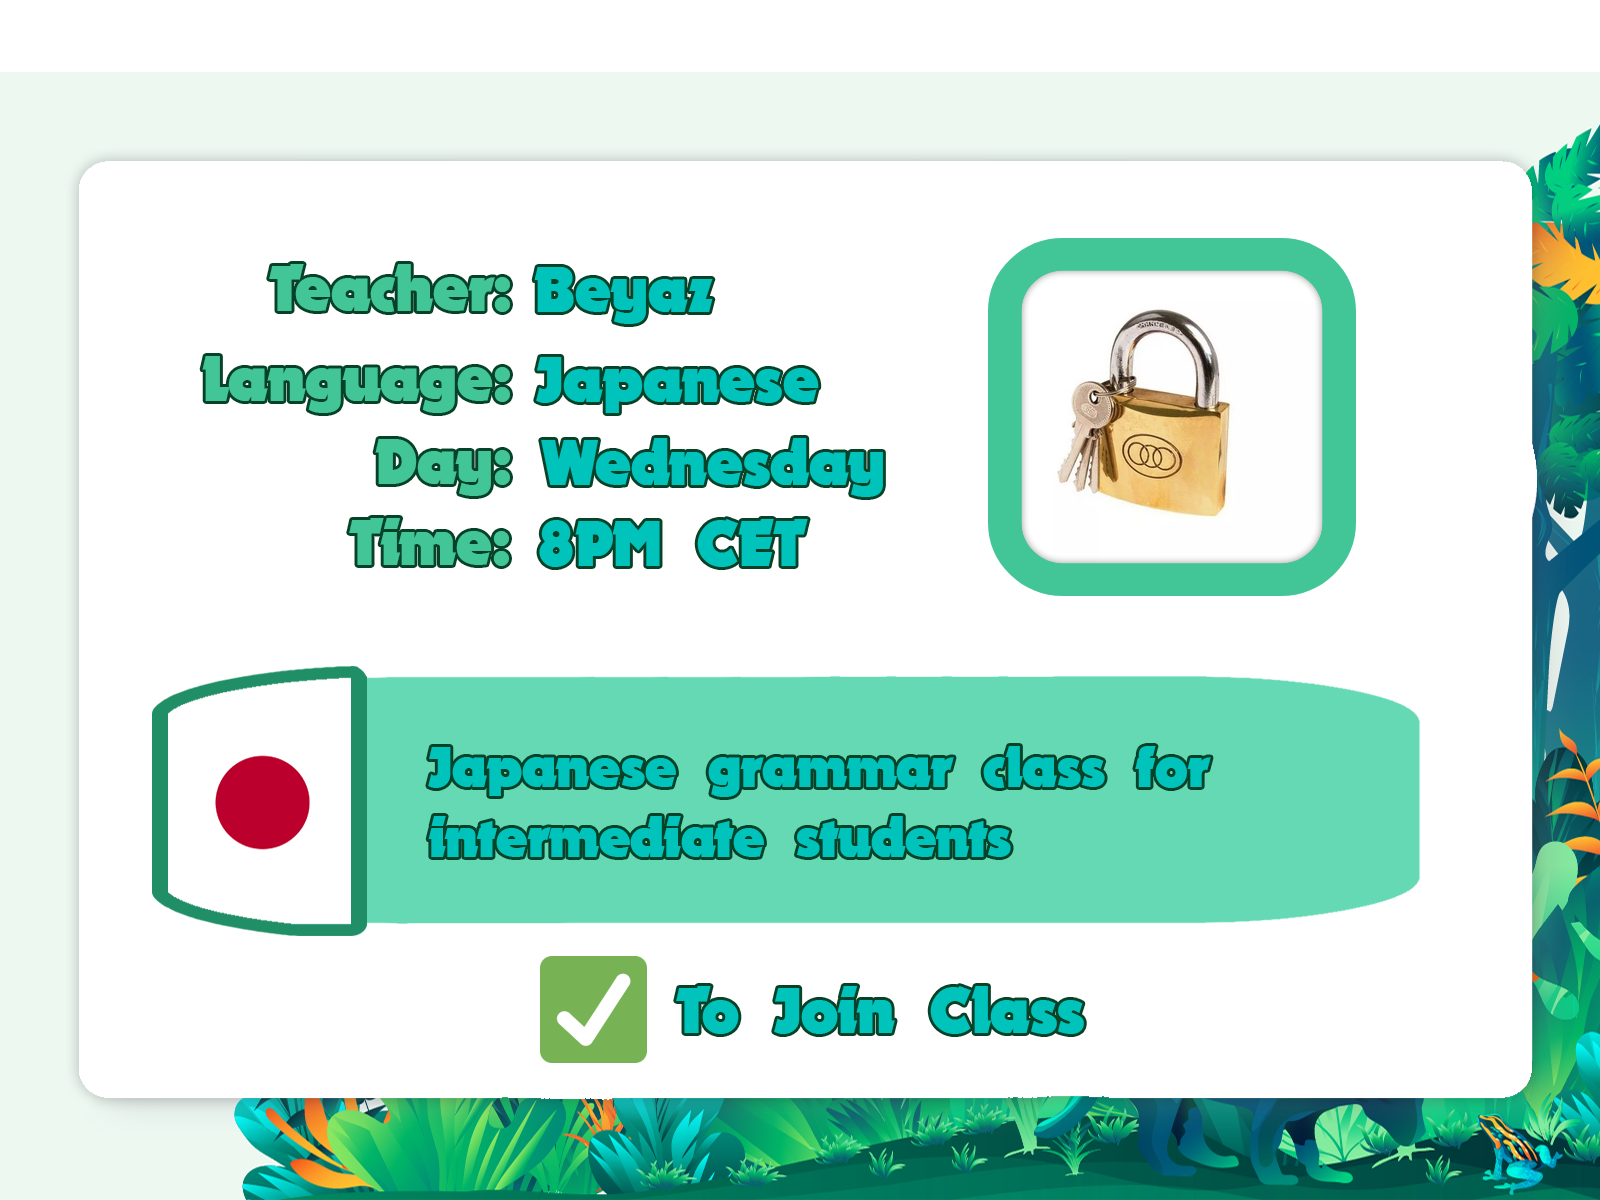 Teacher: Beyaz
Language: Japanese
Day: Wednesday
Time: 8PM CET
Japanese grammar class for
intermediate students
To Join Class